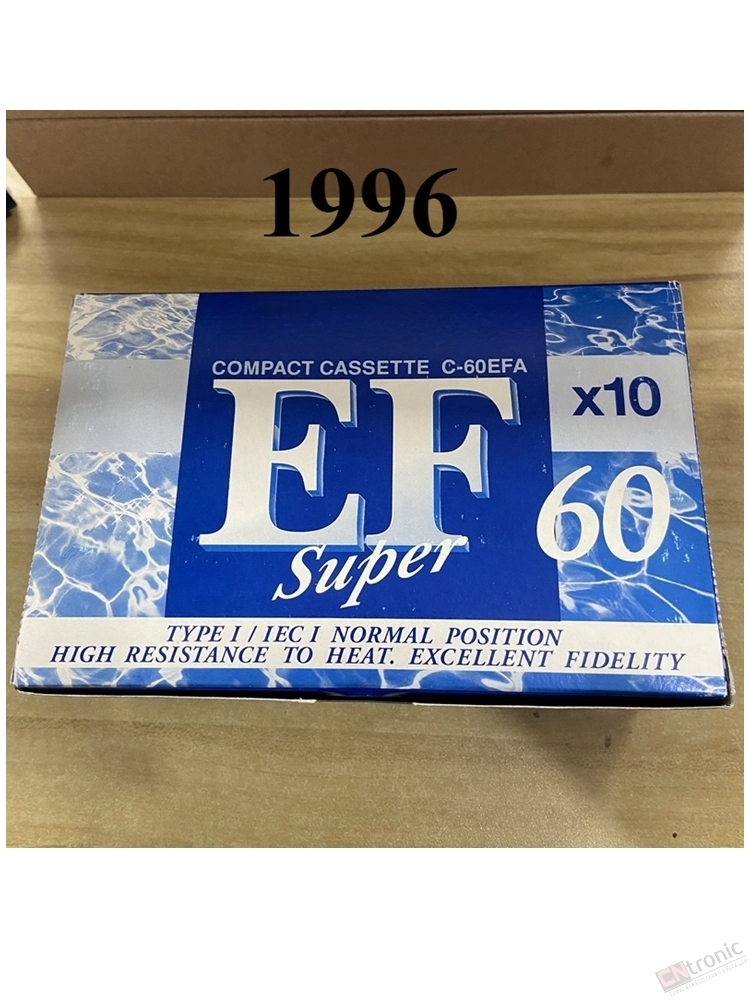 1996
COMPACT CASSETTE C-60EFA
x10
EF
60
Super
TYPE I / IEC I NORMAL POSITION
HIGH RESISTANCE TO HEAT. EXCELLENT FIDELITY
CNtronic